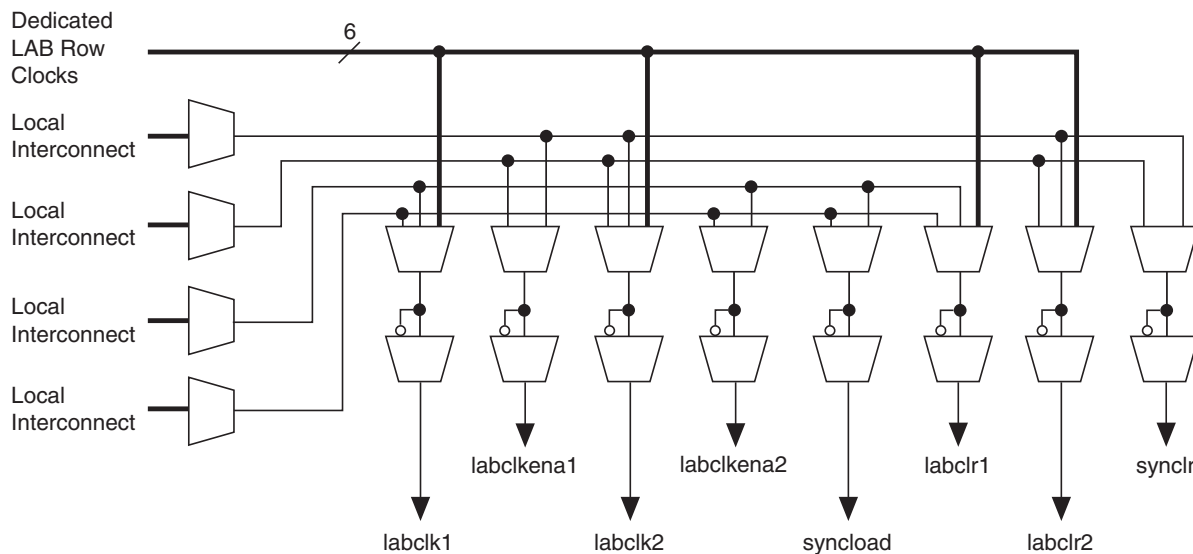 Dedicated
LAB Row
Clocks
6
Local
Interconnect
Local
Interconnect
Local
Interconnect
Local
Interconnect
labclkena1
labclkena2
labclr1
synclr
labclk1
labclk2
syncload
labclr2